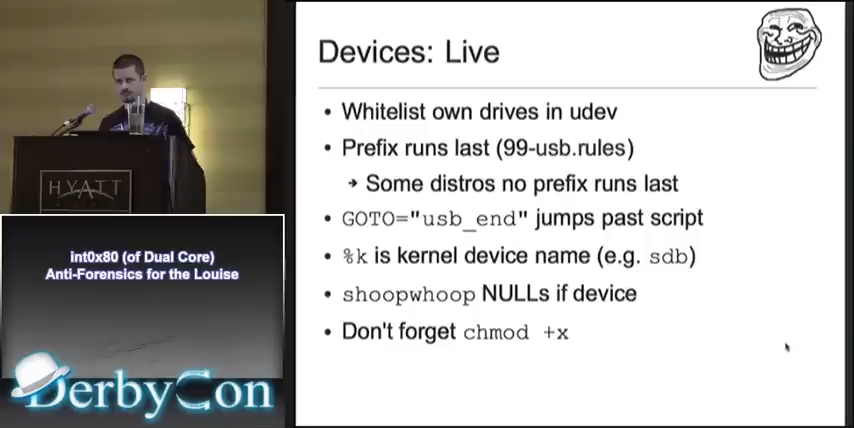 Devices: Live
• Whitelist own drives in udev
• Prefix runs last (99-usb.rules)
→ Some distros no prefix runs last
• GOTO="usb_end" jumps past script
• %k is kernel device name (e.g. sdb)
• shoopwhoop NULLs if device
• Don't forget chmod +x
HYATT
int0x80 (of Dual Core)
Anti-Forensics for the Louise
DerbyCon